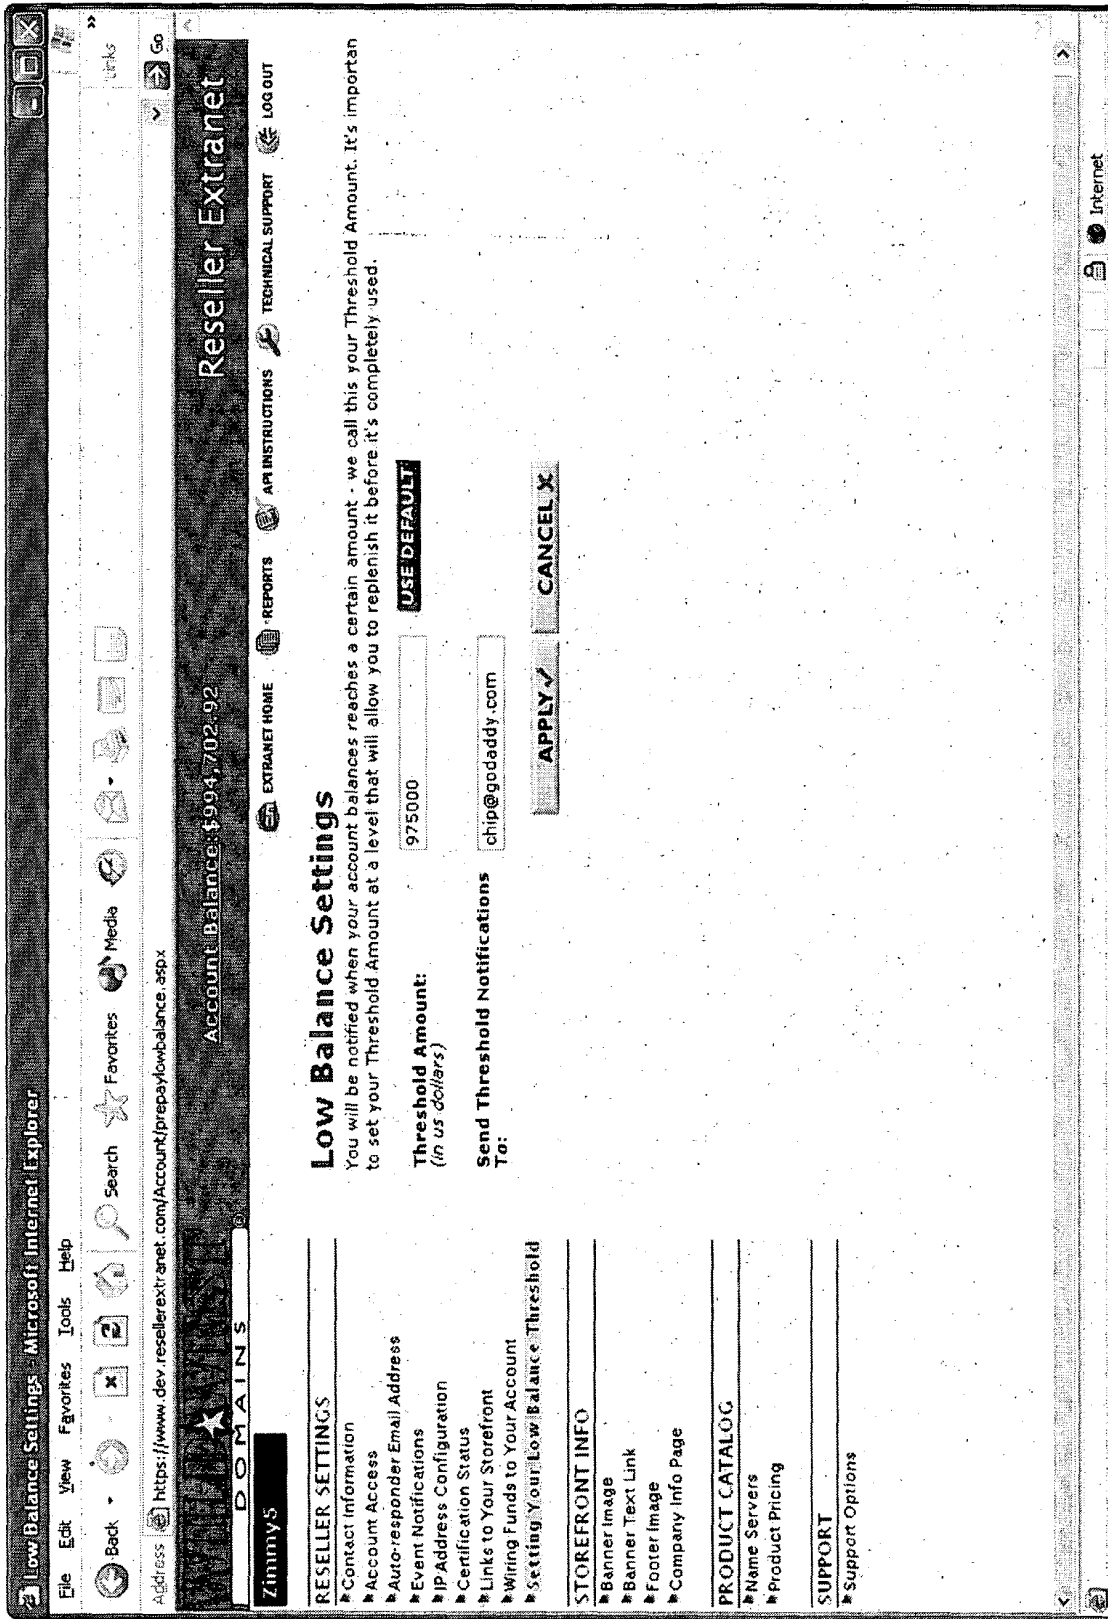 Low Balance Settings - Microsoft Internet Explorer
File Edit View Favorites Tools Help
Back Search Favorites Media Links »
Address https://www.dev.resellerextranet.com/Account/prepaylowbalance.aspx Go
WILD WEST
DOMAINS
Account Balance: $994,702.92
Reseller Extranet
Zimmy5
EXTRANET HOME REPORTS API INSTRUCTIONS TECHNICAL SUPPORT LOG OUT
RESELLER SETTINGS
Contact Information
Account Access
Auto-responder Email Address
Event Notifications
IP Address Configuration
Certification Status
Links to Your Storefront
Wiring Funds to Your Account
Setting Your Low Balance Threshold
STOREFRONT INFO
Banner Image
Banner Text Link
Footer Image
Company Info Page
PRODUCT CATALOG
Name Servers
Product Pricing
SUPPORT
Support Options
Low Balance Settings
You will be notified when your account balances reaches a certain amount - we call this your Threshold Amount. It's importan
to set your Threshold Amount at a level that will allow you to replenish it before it's completely used.
Threshold Amount: 975000 USE DEFAULT
(in us dollars)
Send Threshold Notifications chip@godaddy.com
To:
APPLY ✓ CANCEL X
Internet